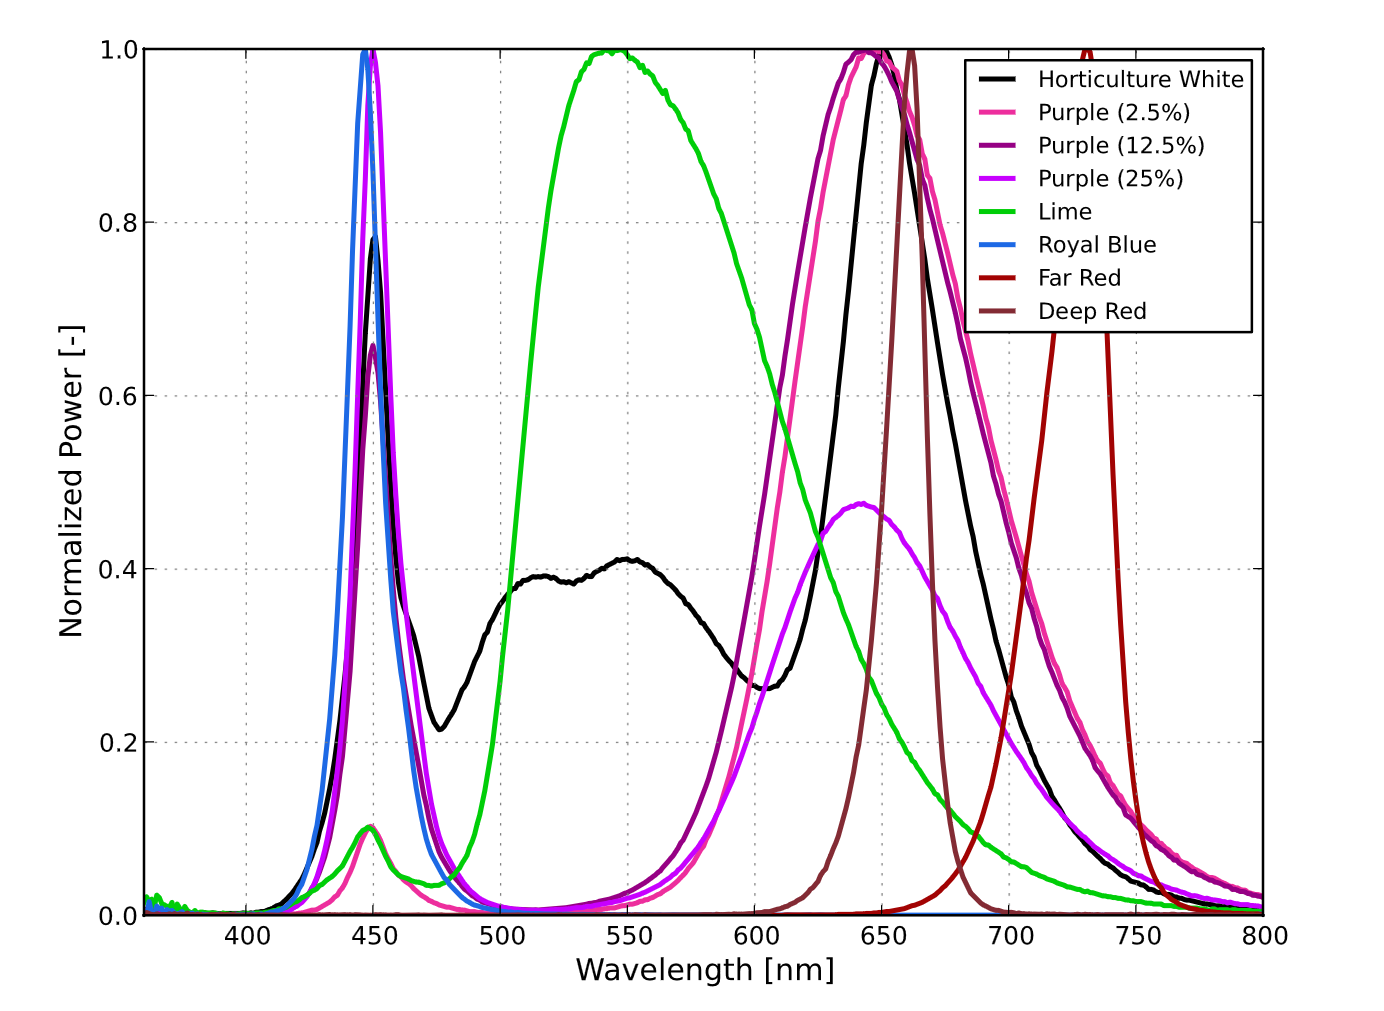 1.0
0.8
0.6
0.4
0.2
0.0
Normalized Power [-]
Horticulture White
Purple (2.5%)
Purple (12.5%)
Purple (25%)
Lime
Royal Blue
Far Red
Deep Red
400 450 500 550 600 650 700 750 800
Wavelength [nm]